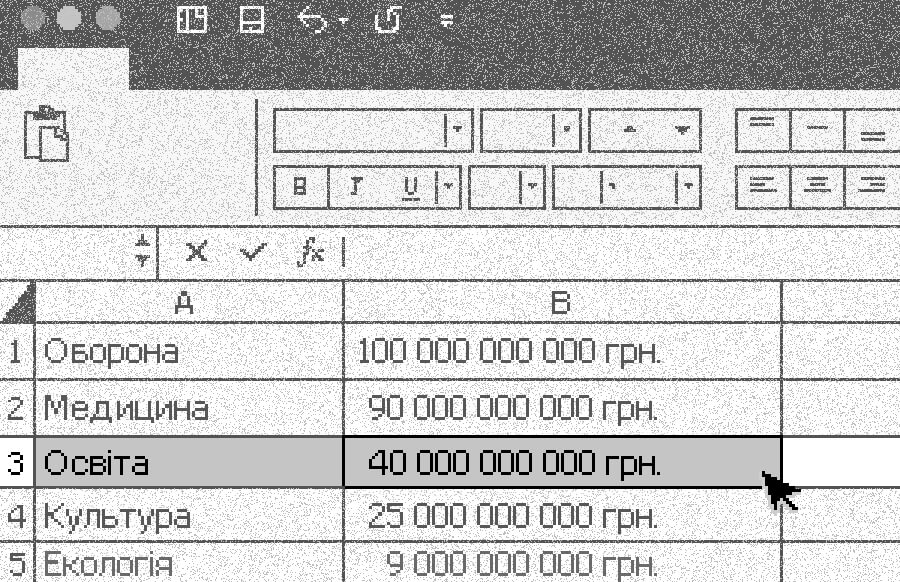 B I U
fx
A B
1 Оборона 100 000 000 000 грн.
2 Медицина 90 000 000 000 грн.
3 Освіта 40 000 000 000 грн.
4 Культура 25 000 000 000 грн.
5 Екологія 9 000 000 000 грн.